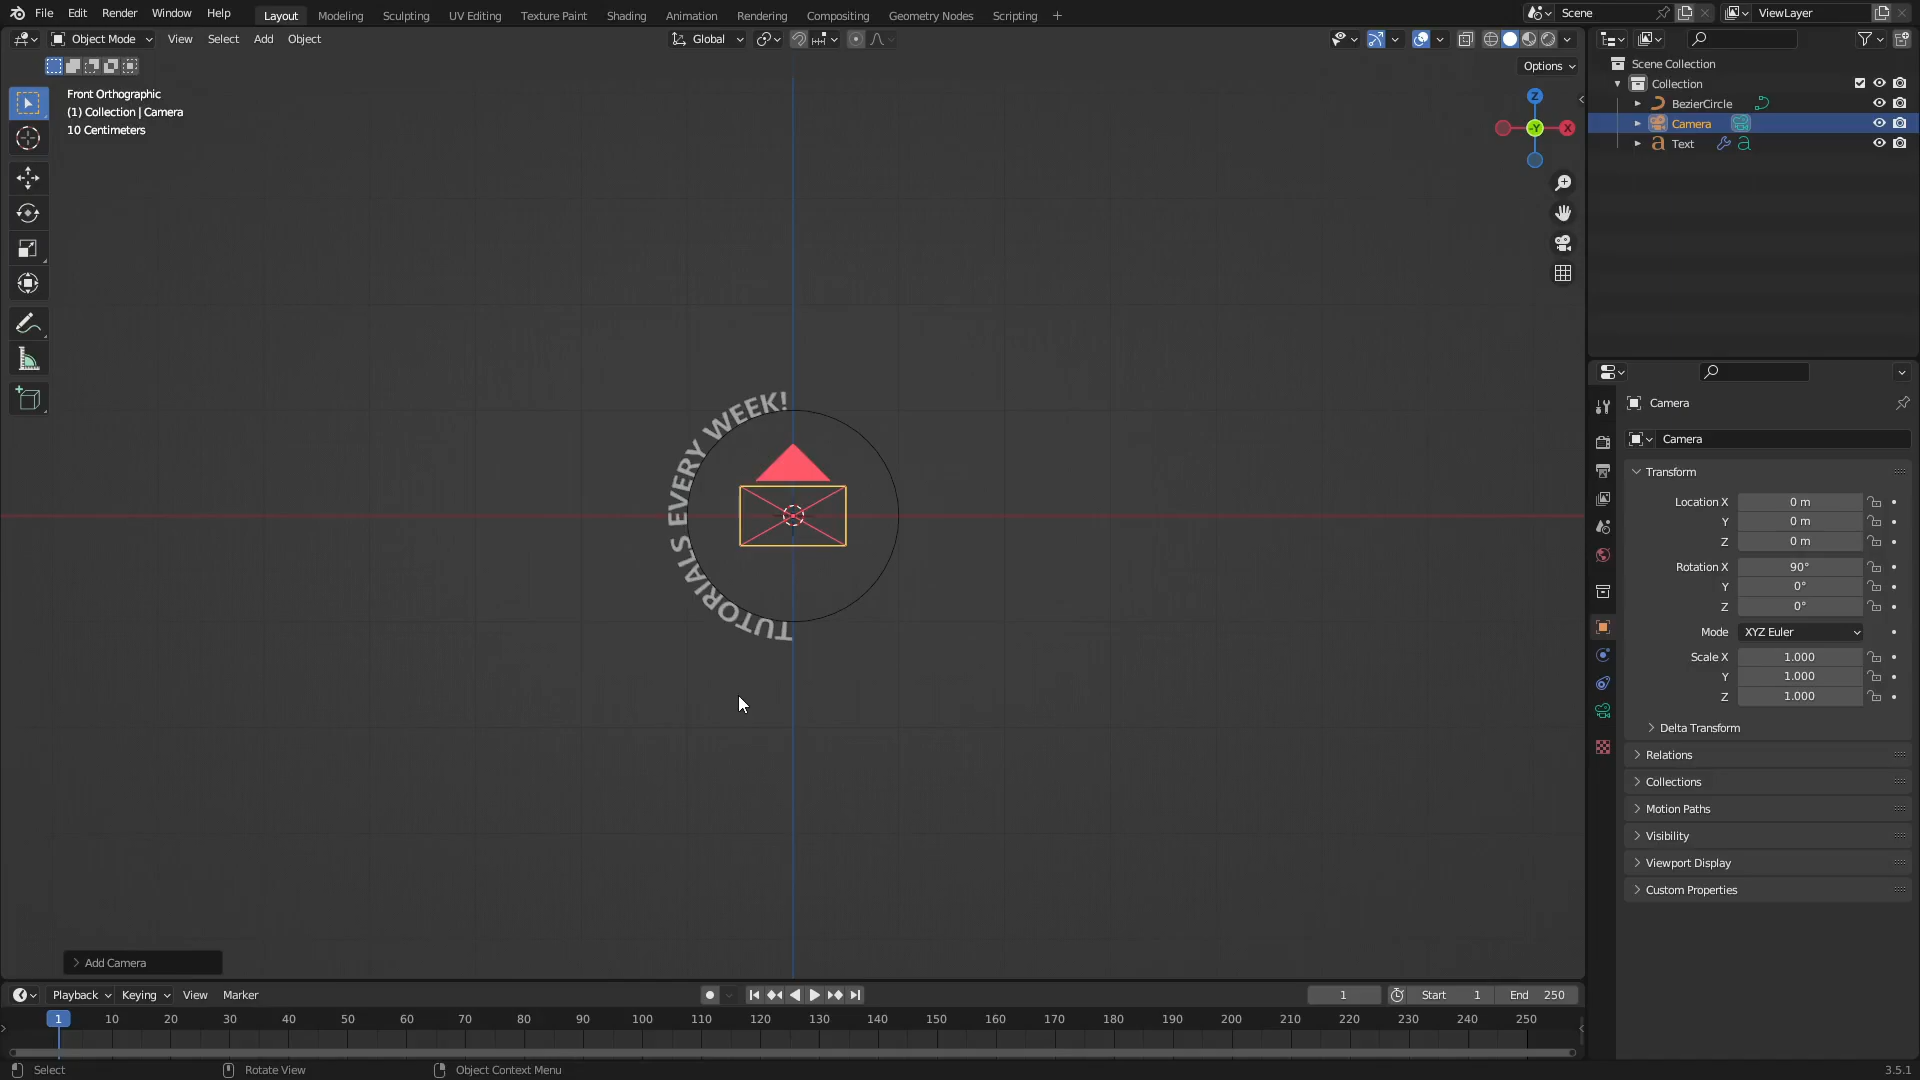 File Edit Render Window Help Layout Modeling Sculpting UV Editing Texture Paint Shading Animation Rendering Compositing Geometry Nodes Scripting + Scene ViewLayer
Object Mode View Select Add Object Global
Options
Front Orthographic
(1) Collection | Camera
10 Centimeters
Z
-Y
X
TUTORIALS EVERY WEEK!
Scene Collection
Collection
BezierCircle
Camera
Text
Camera
Camera
Transform
Location X 0 m
Y 0 m
Z 0 m
Rotation X 90°
Y 0°
Z 0°
Mode XYZ Euler
Scale X 1.000
Y 1.000
Z 1.000
Delta Transform
Relations
Collections
Motion Paths
Visibility
Viewport Display
Custom Properties
Add Camera
Playback Keying View Marker 1 Start 1 End 250
1 10 20 30 40 50 60 70 80 90 100 110 120 130 140 150 160 170 180 190 200 210 220 230 240 250
Select Rotate View Object Context Menu 3.5.1